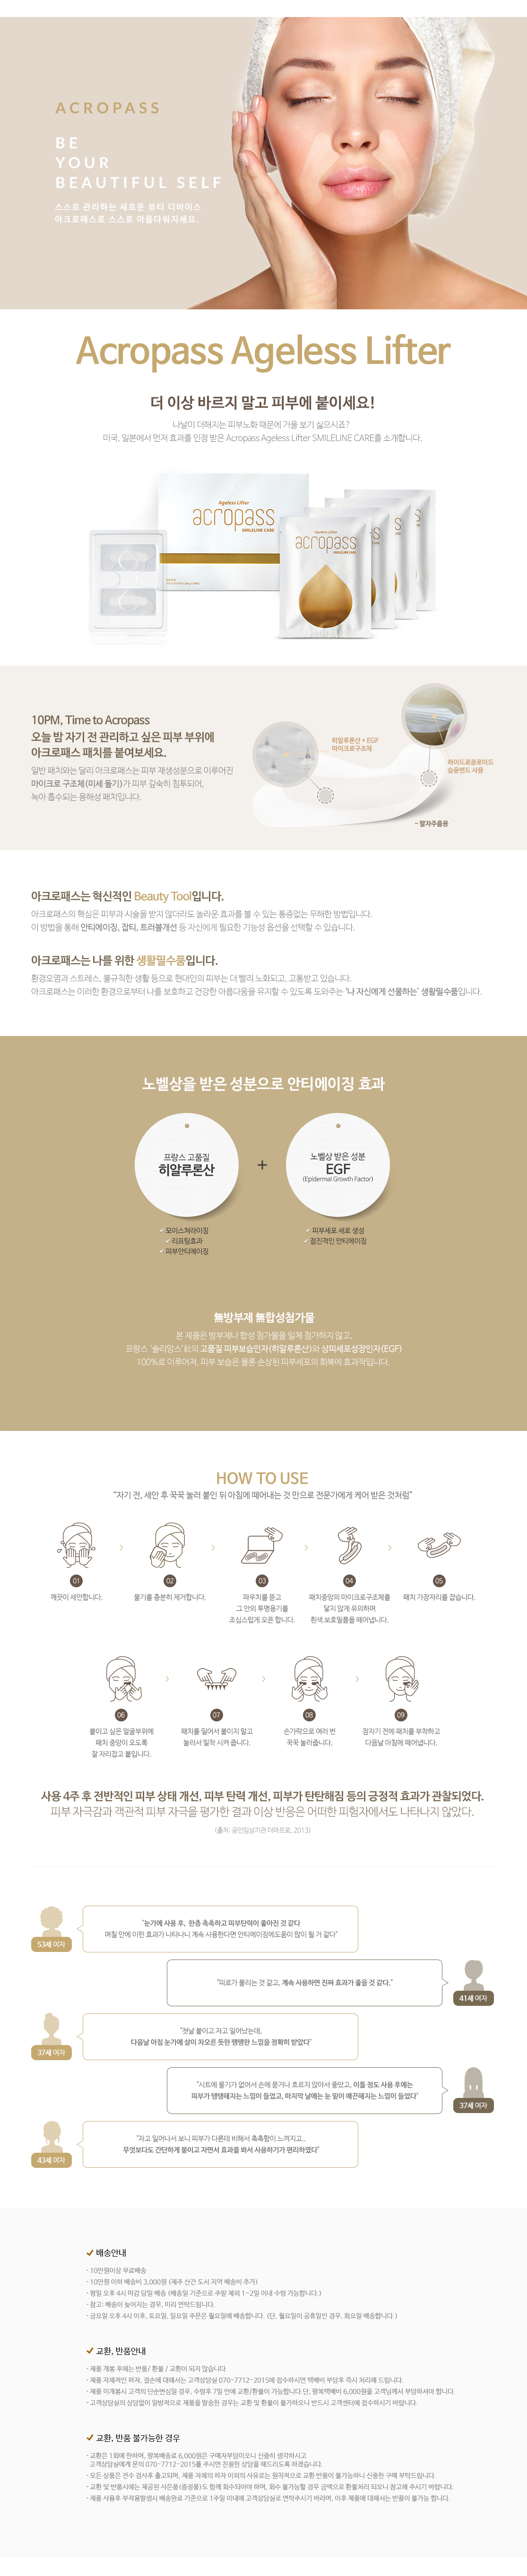 ACROPASS
BE
YOUR
BEAUTIFUL SELF
스스로 관리하는 새로운 뷰티 디바이스
아크로패스로 스스로 아름다워지세요.
Acropass Ageless Lifter
더 이상 바르지 말고 피부에 붙이세요!
나날이 더해지는 피부노화 때문에 거울 보기 싫으시죠?
미국, 일본에서 먼저 효과를 인정 받은 Acropass Ageless Lifter SMILELINE CARE를 소개합니다.
Ageless Lifter
acropass
SMILELINE CARE
Ageless Lifter
acropass
SMILELINE CARE
10PM, Time to Acropass
오늘 밤 자기 전 관리하고 싶은 피부 부위에
아크로패스 패치를 붙여보세요.
일반 패치와는 달리 아크로패스는 피부 재생성분으로 이루어진
마이크로 구조체(미세 돌기)가 피부 깊숙히 침투되어,
녹아 흡수되는 용해성 패치입니다.
히알루론산 + EGF
마이크로구조체
하이드로콜로이드
습윤밴드 사용
- 팔자주름용
아크로패스는 혁신적인 Beauty Tool입니다.
아크로패스의 핵심은 피부과 시술을 받지 않더라도 놀라운 효과를 볼 수 있는 통증없는 무해한 방법입니다.
이 방법을 통해 안티에이징, 잡티, 트러블개선 등 자신에게 필요한 기능성 옵션을 선택할 수 있습니다.
아크로패스는 나를 위한 생활필수품입니다.
환경오염과 스트레스, 불규칙한 생활 등으로 현대인의 피부는 더 빨리 노화되고, 고통받고 있습니다.
아크로패스는 이러한 환경으로부터 나를 보호하고 건강한 아름다움을 유지할 수 있도록 도와주는 '나 자신에게 선물하는' 생활필수품입니다.
노벨상을 받은 성분으로 안티에이징 효과
프랑스 고품질
히알루론산
+
노벨상 받은 성분
EGF
(Epidermal Growth Factor)
모이스쳐라이징
리프팅효과
피부안티에이징
피부세포 새로 생성
점진적인 안티에이징
無방부제 無합성첨가물
본 제품은 방부제나 합성 첨가물을 일체 첨가하지 않고,
프랑스 '솔리앙스'社의 고품질 피부보습인자(히알루론산)와 상피세포성장인자(EGF)
100%로 이루어져, 피부 보습은 물론 손상된 피부세포의 회복에 효과적입니다.
HOW TO USE
"자기 전, 세안 후 꾹꾹 눌러 붙인 뒤 아침에 떼어내는 것 만으로 전문가에게 케어 받은 것처럼"
01
깨끗이 세안합니다.
02
물기를 충분히 제거합니다.
03
파우치를 뜯고
그 안의 투명용기를
조심스럽게 오픈 합니다.
04
패치중앙의 마이크로구조체를
닿지 않게 유의하며
흰색 보호필름을 떼어냅니다.
05
패치 가장자리를 잡습니다.
06
붙이고 싶은 얼굴부위에
패치 중앙이 오도록
잘 자리잡고 붙입니다.
07
패치를 밀어서 붙이지 말고
눌러서 밀착 시켜 줍니다.
08
손가락으로 여러 번
꾹꾹 눌러줍니다.
09
잠자기 전에 패치를 부착하고
다음날 아침에 떼어냅니다.
사용 4주 후 전반적인 피부 상태 개선, 피부 탄력 개선, 피부가 탄탄해짐 등의 긍정적 효과가 관찰되었다.
피부 자극감과 객관적 피부 자극을 평가한 결과 이상 반응은 어떠한 피험자에서도 나타나지 않았다.
(출처: 공인임상기관 더마프로, 2013)
53세 여자
"눈가에 사용 후, 한층 촉촉하고 피부탄력이 좋아진 것 같다
며칠 만에 이런 효과가 나타나니 계속 사용한다면 안티에이징에도움이 많이 될 거 같다"
"피로가 풀리는 것 같고, 계속 사용하면 진짜 효과가 좋을 것 같다."
41세 여자
37세 여자
"첫날 붙이고 자고 일어났는데,
다음날 아침 눈가에 살이 차오른 듯한 탱탱한 느낌을 정확히 받았다"
"시트에 물기가 없어서 손에 묻거나 흐르지 않아서 좋았고, 이틀 정도 사용 후에는
피부가 탱탱해지는 느낌이 들었고, 마지막 날에는 눈 밑이 매끈해지는 느낌이 들었다"
37세 여자
43세 여자
"자고 일어나서 보니 피부가 다른데 비해서 촉촉함이 느껴지고..
무엇보다도 간단하게 붙이고 자면서 효과를 봐서 사용하기가 편리하였다"
배송안내
- 10만원이상 무료배송
- 10만원 이하 배송비 3,000원 (제주 산간 도서 지역 배송비 추가)
- 평일 오후 4시 마감 당일 배송 (배송일 기준으로 주말 제외 1~2일 이내 수령 가능합니다.)
- 참고: 배송이 늦어지는 경우, 미리 연락드립니다.
- 금요일 오후 4시 이후, 토요일, 일요일 주문은 월요일에 배송합니다. (단, 월요일이 공휴일인 경우, 화요일 배송합니다.)
교환, 반품안내
- 제품 개봉 후에는 반품/ 환불 / 교환이 되지 않습니다
- 제품 자체적인 하자, 결손에 대해서는 고객상담실 070-7712-2015에 접수하시면 택배비 부담후 즉시 처리해 드립니다.
- 제품 미개봉시 고객의 단순변심일 경우, 수령후 7일 안에 교환/환불이 가능합니다.단, 왕복택배비 6,000원을 고객님께서 부담하셔야 합니다.
- 고객상담실의 상담없이 일방적으로 제품을 발송한 경우는 교환 및 환불이 불가하오니 반드시 고객센터에 접수하시기 바랍니다.
교환, 반품 불가능한 경우
- 교환은 1회에 한하며, 왕복배송료 6,000원은 구매자부담이오니 신중히 생각하시고
고객상담실에게 문의 070-7712-2015를 주시면 친절한 상담을 해드리도록 하겠습니다.
- 모든 상품은 전수 검사후 출고되며, 제품 자체의 하자 이외의 사유로는 원칙적으로 교환 반품이 불가능하니 신중한 구매 부탁드립니다.
- 교환 및 반품시에는 제공된 사은품(증정품)도 함께 회수되어야 하며, 회수 불가능할 경우 금액으로 환불처리 되오니 참고해 주시기 바랍니다.
- 제품 사용후 부적용발생시 배송완료 기준으로 1주일 이내에 고객상담실로 연락주시기 바라며, 이후 제품에 대해서는 반품이 불가능 합니다.